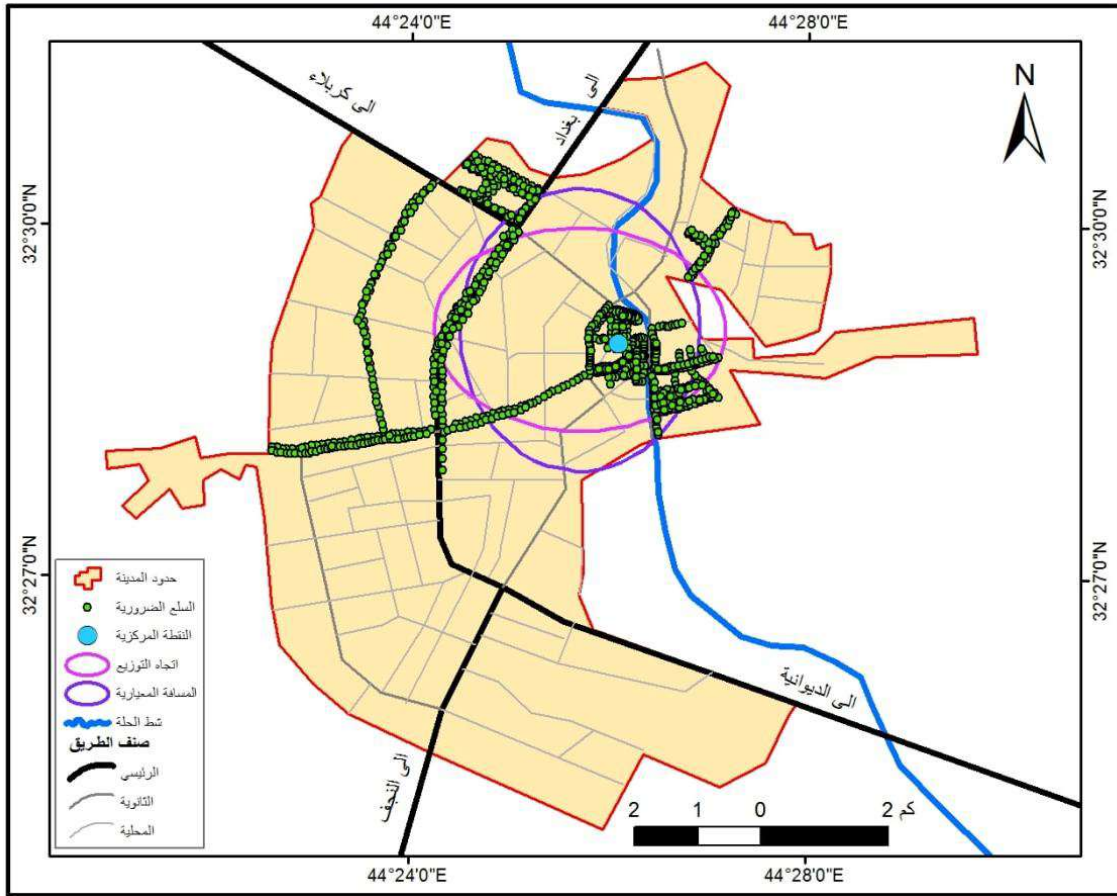 44°24'0"E
44°28'0"E
N
الى كربلاء
الى
بغداد
32°30'0"N
32°30'0"N
32°27'0"N
32°27'0"N
حدود المدينة
السلع الضرورية
النقطة المركزية
اتجاه التوزيع
المسافة المعيارية
شط الحلة
صنف الطريق
الرئيسي
الثانوية
المحلية
الى الديوانية
الى النجف
2 1 0 2 كم
44°24'0"E
44°28'0"E